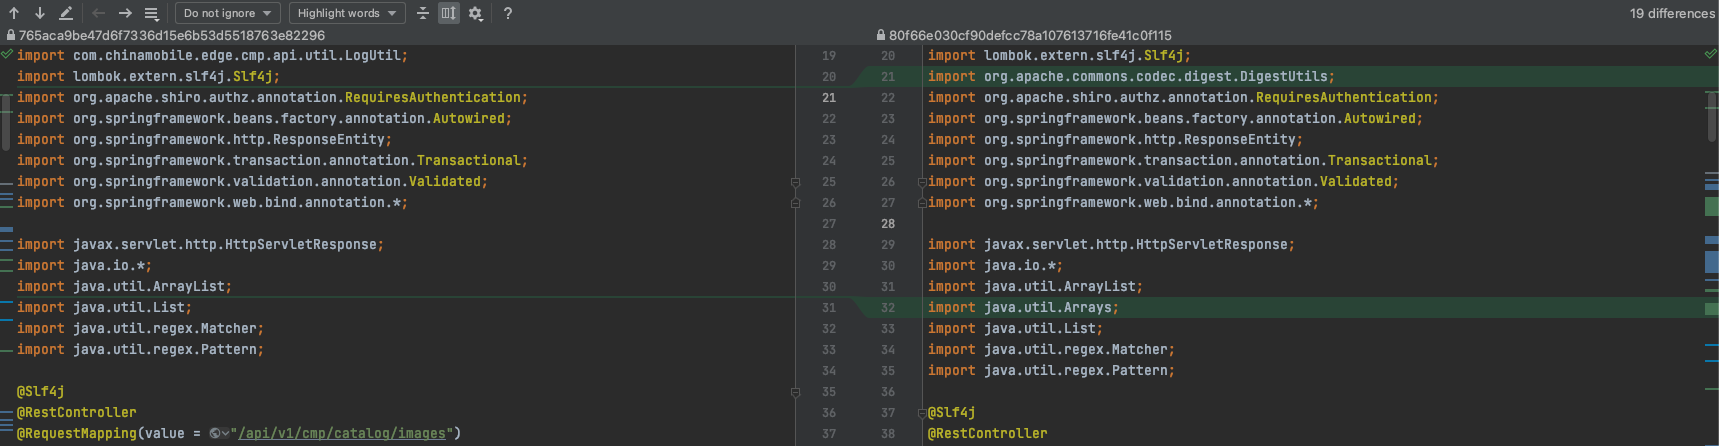 Do not ignore Highlight words ? 19 differences
765aca9be47d6f7336d15e6b53d5518763e82296
import com.chinamobile.edge.cmp.api.util.LogUtil;
import lombok.extern.slf4j.Slf4j;
import org.apache.shiro.authz.annotation.RequiresAuthentication;
import org.springframework.beans.factory.annotation.Autowired;
import org.springframework.http.ResponseEntity;
import org.springframework.transaction.annotation.Transactional;
import org.springframework.validation.annotation.Validated;
import org.springframework.web.bind.annotation.*;
import javax.servlet.http.HttpServletResponse;
import java.io.*;
import java.util.ArrayList;
import java.util.List;
import java.util.regex.Matcher;
import java.util.regex.Pattern;
@Slf4j
@RestController
@RequestMapping(value = "/api/v1/cmp/catalog/images")
80f66e030cf90defcc78a107613716fe41c0f115
19 20 import lombok.extern.slf4j.Slf4j;
20 21 import org.apache.commons.codec.digest.DigestUtils;
21 22 import org.apache.shiro.authz.annotation.RequiresAuthentication;
22 23 import org.springframework.beans.factory.annotation.Autowired;
23 24 import org.springframework.http.ResponseEntity;
24 25 import org.springframework.transaction.annotation.Transactional;
25 26 import org.springframework.validation.annotation.Validated;
26 27 import org.springframework.web.bind.annotation.*;
27 28
28 29 import javax.servlet.http.HttpServletResponse;
29 30 import java.io.*;
30 31 import java.util.ArrayList;
31 32 import java.util.Arrays;
32 33 import java.util.List;
33 34 import java.util.regex.Matcher;
34 35 import java.util.regex.Pattern;
35 36
36 37 @Slf4j
37 38 @RestController